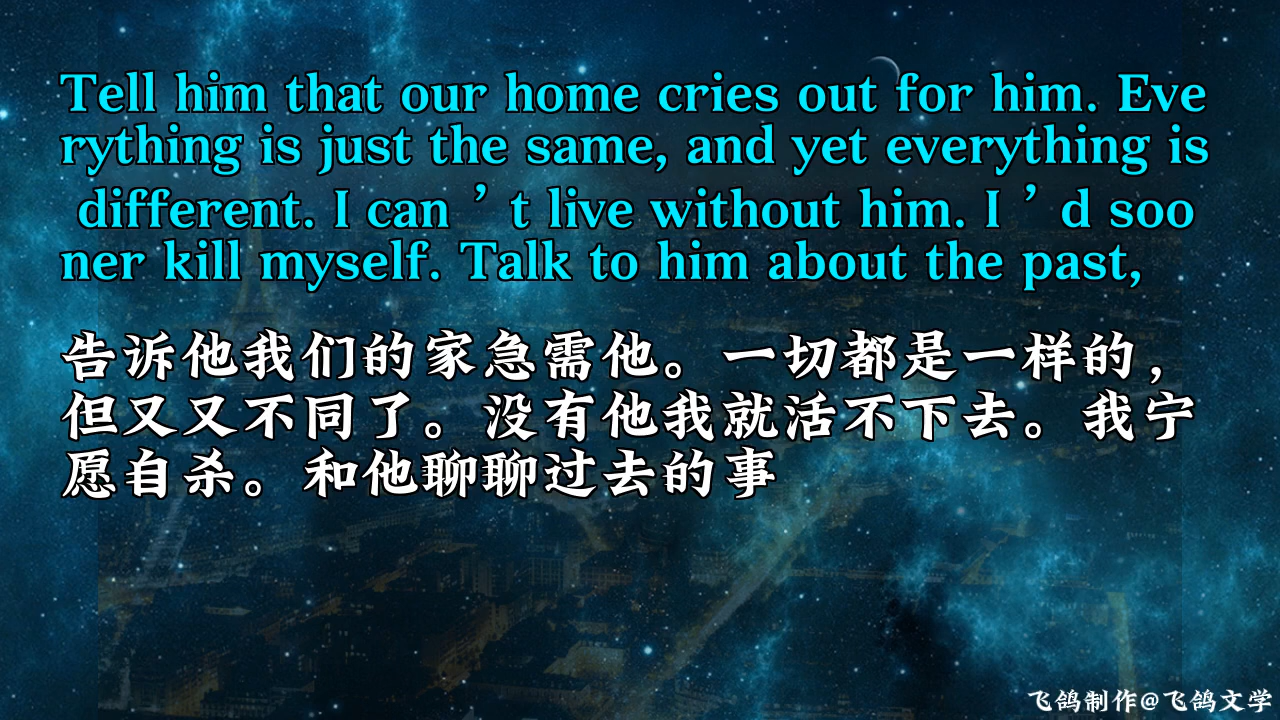 Tell him that our home cries out for him. Eve
rything is just the same, and yet everything is
different. I can’t live without him. I’d soo
ner kill myself. Talk to him about the past,
告诉他我们的家急需他。一切都是一样的，
但又又不同了。没有他我就活不下去。我宁
愿自杀。和他聊聊过去的事
飞鸽制作@飞鸽文学